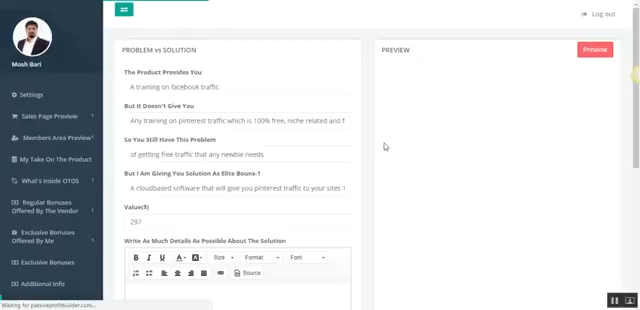 Log out
Mosh Bari
Settings
Sales Page Preview
Members Area Preview
My Take On The Product
What's Inside OTOS
Regular Bonuses
Offered By The Vendor
Exclusive Bonuses
Offered By Me
Exclusive Bonuses
Additional Info
Waiting for passiveprofitbuilder.com...
PROBLEM vs SOLUTION
The Product Provides You
A training on facebook traffic
But It Doesn't Give You
Any training on pinterest traffic which is 100% free, niche related and f
So You Still Have This Problem
of getting free traffic that any newbie needs
But I Am Giving You Solution As Elite Bouns-1
A cloudbased software that will give you pinterest traffic to your sites 1
Value($)
297
Write As Much Details As Possible About The Solution
B I U A A Size Format Font
Source
PREVIEW
Preview